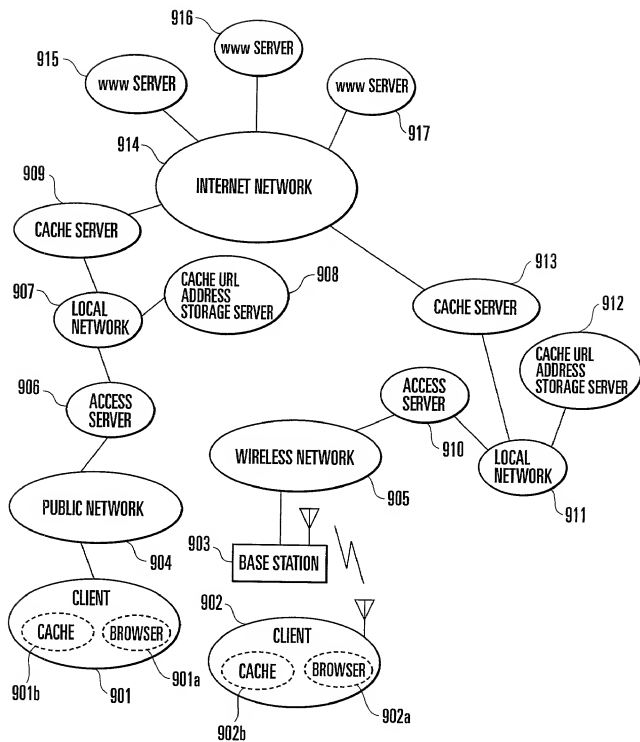 916
www SERVER
915
www SERVER
www SERVER
917
914
INTERNET NETWORK
909
CACHE SERVER
907
LOCAL
NETWORK
CACHE URL
ADDRESS
STORAGE SERVER
908
913
CACHE SERVER
912
CACHE URL
ADDRESS
STORAGE SERVER
906
ACCESS
SERVER
ACCESS
SERVER
910
LOCAL
NETWORK
911
WIRELESS NETWORK
905
PUBLIC NETWORK
904
903
BASE STATION
CLIENT
CACHE
BROWSER
901b
901
901a
902
CLIENT
CACHE
BROWSER
902b
902a